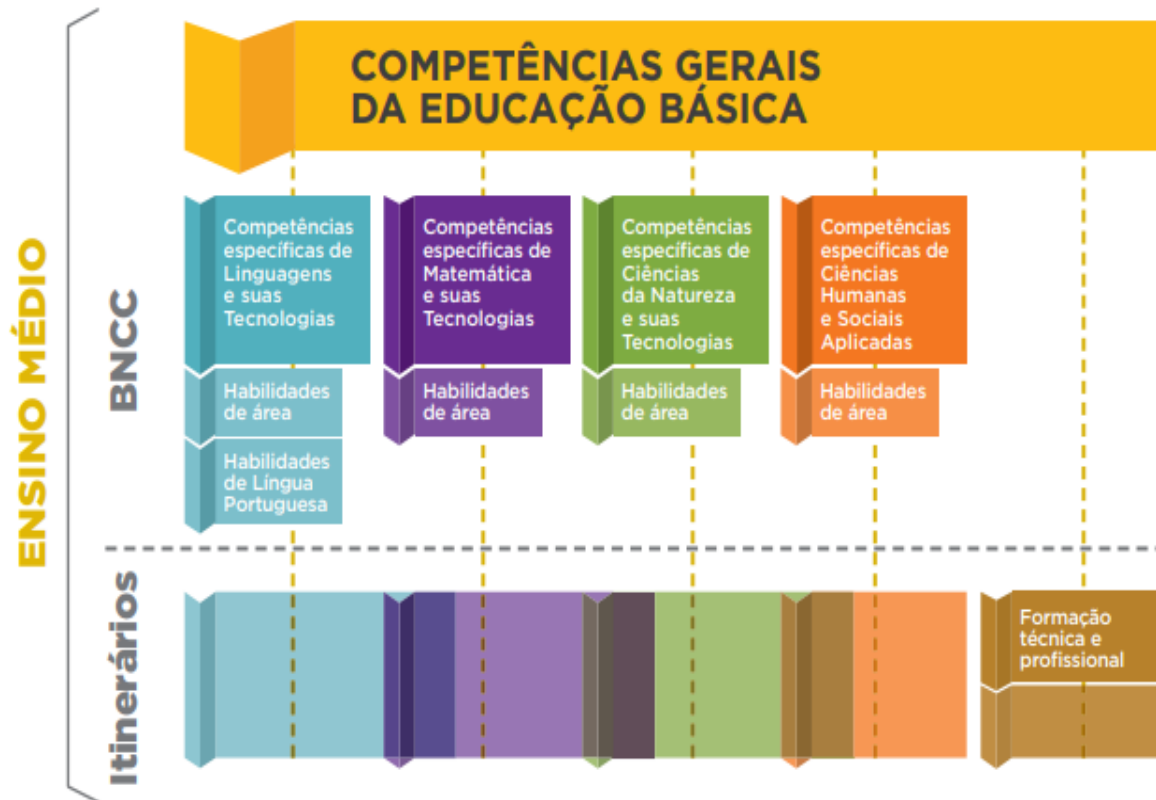 COMPETÊNCIAS GERAIS
DA EDUCAÇÃO BÁSICA
ENSINO MÉDIO
BNCC
Competências
específicas de
Linguagens
e suas
Tecnologias
Habilidades
de área
Habilidades
de Língua
Portuguesa
Competências
específicas de
Matemática
e suas
Tecnologias
Habilidades
de área
Competências
específicas de
Ciências
da Natureza
e suas
Tecnologias
Habilidades
de área
Competências
específicas de
Ciências
Humanas
e Sociais
Aplicadas
Habilidades
de área
Itinerários
Formação
técnica e
profissional